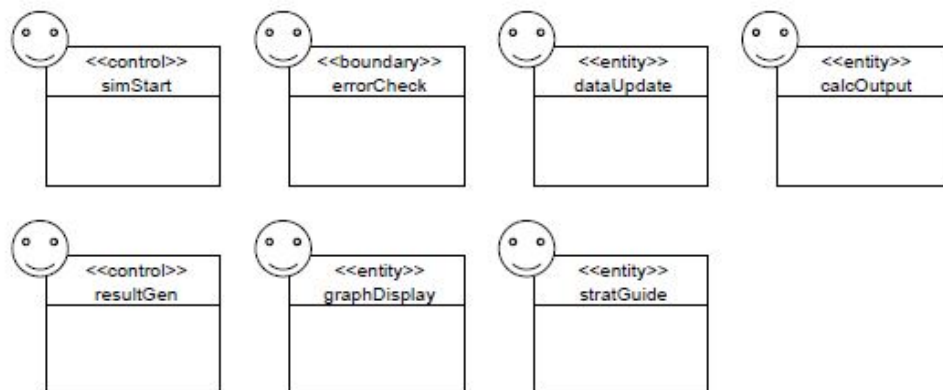 <<control>>
simStart
<<boundary>>
errorCheck
<<entity>>
dataUpdate
<<entity>>
calcOutput
<<control>>
resultGen
<<entity>>
graphDisplay
<<entity>>
stratGuide